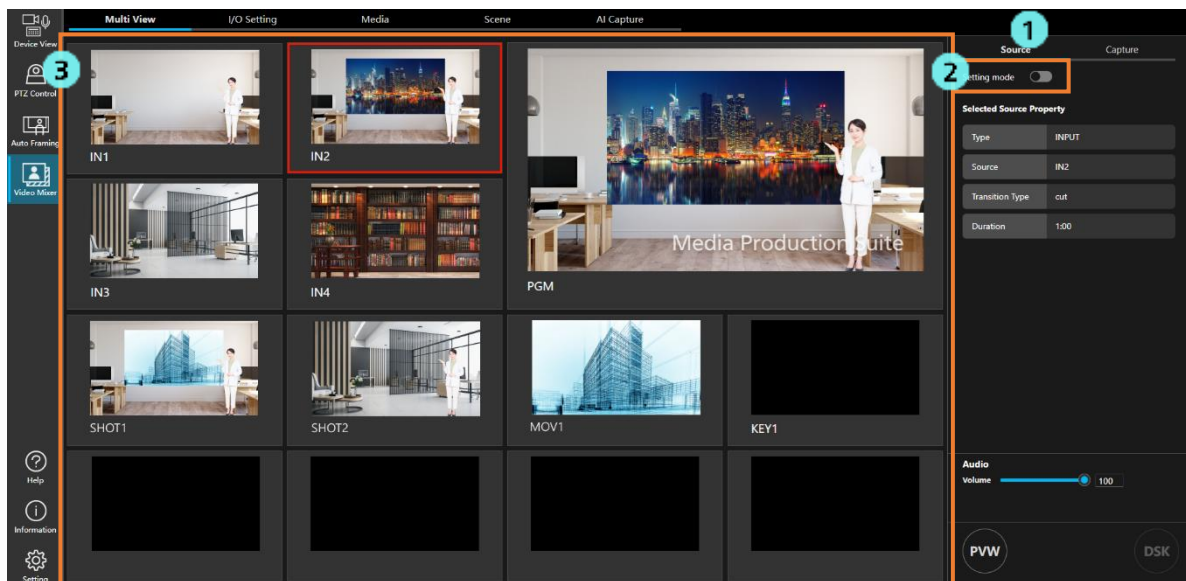 Multi View
I/O Setting
Media
Scene
AI Capture
Device View
PTZ Control
Auto Framing
Video Mixer
Help
Information
Setting
3
IN1
IN2
Media Production Suite
PGM
IN3
IN4
SHOT1
SHOT2
MOV1
KEY1
1
Source
Capture
2
etting mode
Selected Source Property
Type
INPUT
Source
IN2
Transition Type
cut
Duration
1:00
Audio
Volume
100
PVW
DSK